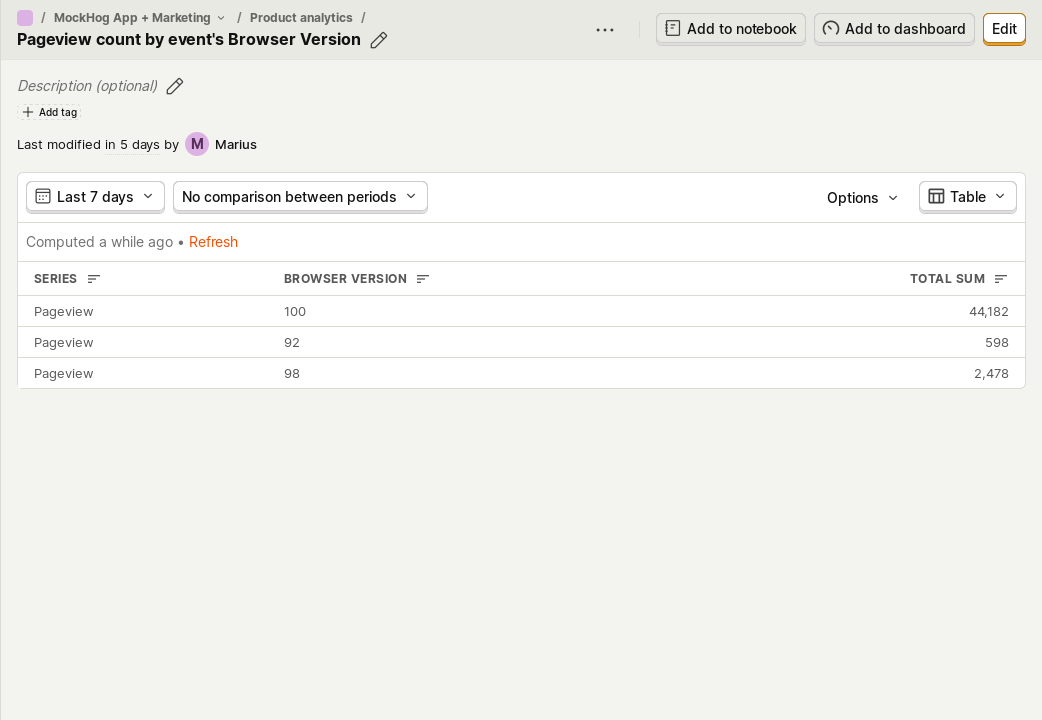 / MockHog App + Marketing / Product analytics /
Pageview count by event's Browser Version
Add to notebook
Add to dashboard
Edit
Description (optional)
Add tag
Last modified in 5 days by M Marius
Last 7 days
No comparison between periods
Options
Table
Computed a while ago • Refresh
SERIES BROWSER VERSION TOTAL SUM
Pageview 100 44,182
Pageview 92 598
Pageview 98 2,478